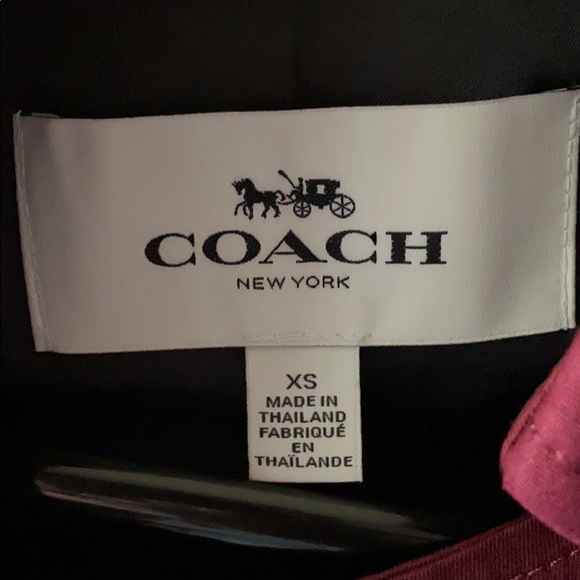 COACH
NEW YORK
XS
MADE IN
THAILAND
FABRIQUÉ
EN
THAÏLANDE